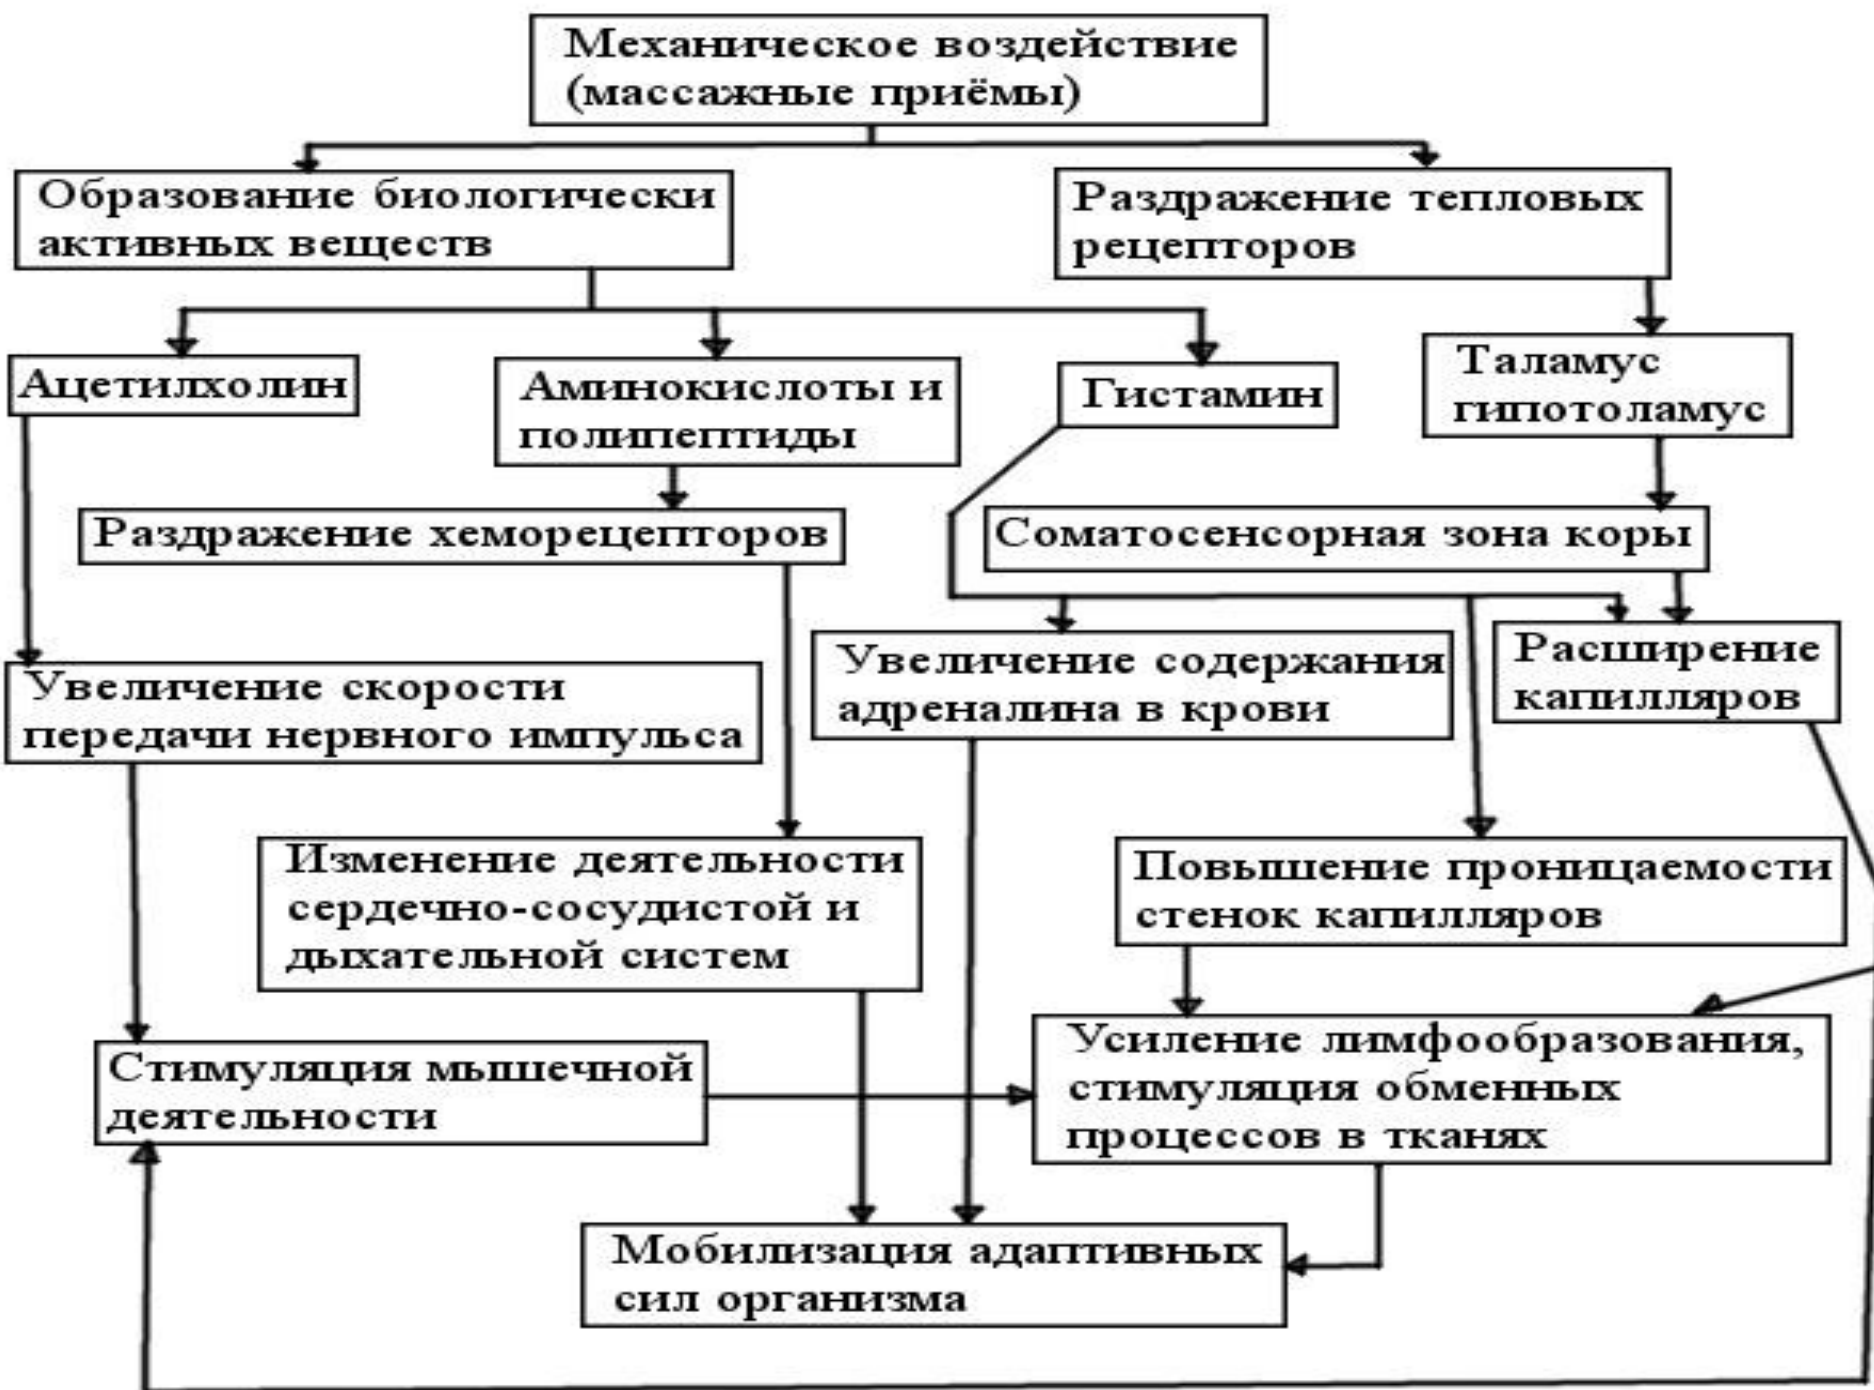 Механическое воздействие
(массажные приёмы)
Образование биологически
активных веществ
Раздражение тепловых
рецепторов
Ацетилхолин
Аминокислоты и
полипептиды
Гистамин
Таламус
гипотоламус
Раздражение хеморецепторов
Соматосенсорная зона коры
Увеличение скорости
передачи нервного импульса
Увеличение содержания
адреналина в крови
Расширение
капилляров
Изменение деятельности
сердечно-сосудистой и
дыхательной систем
Повышение проницаемости
стенок капилляров
Стимуляция мышечной
деятельности
Усиление лимфообразования,
стимуляция обменных
процессов в тканях
Мобилизация адаптивных
сил организма